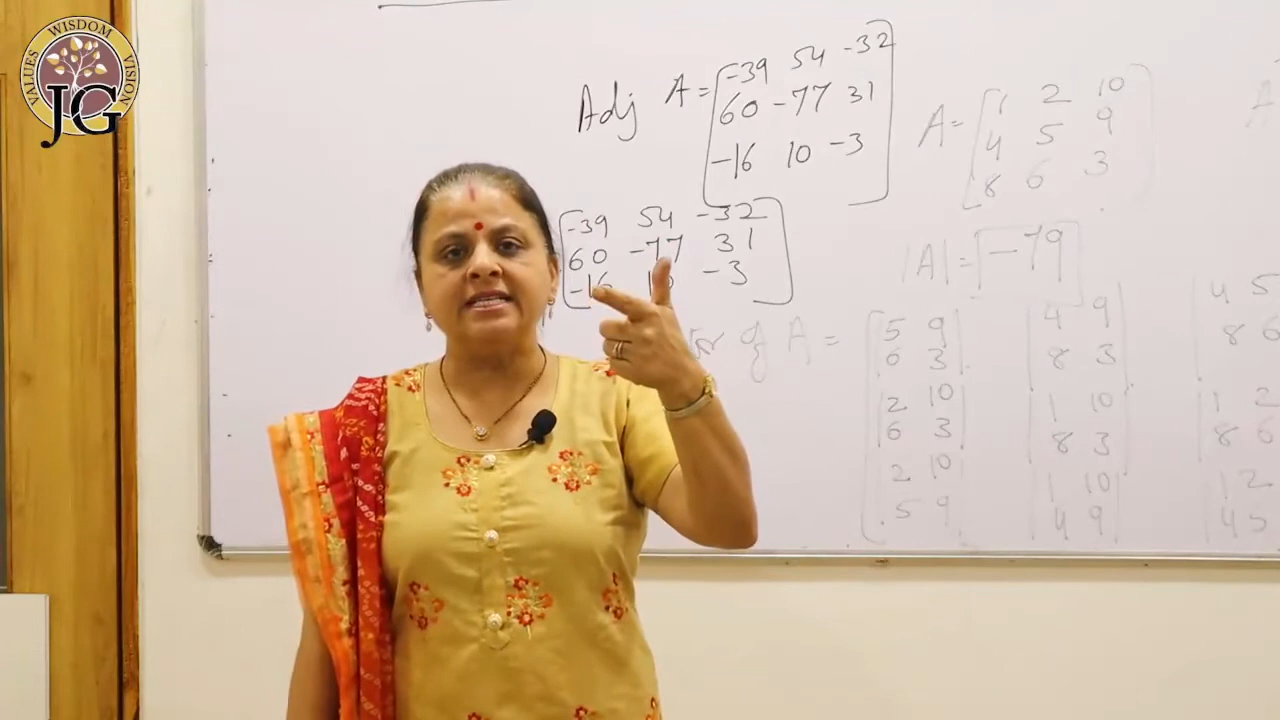 VALUES WISDOM VISION
JG
Adj A = [-39 54 -32
60 -77 31
-16 10 -3]
A = [1 2 10
4 5 9
8 6 3]
[-39 54 -32
60 -77 31
-16 -3]
|A| = -79
of A =
5 9 4 9 4 5
6 3 8 3 8 6
2 10 1 10 1 2
6 3 8 3 8 6
2 10 1 10 1 2
5 9 4 9 4 5